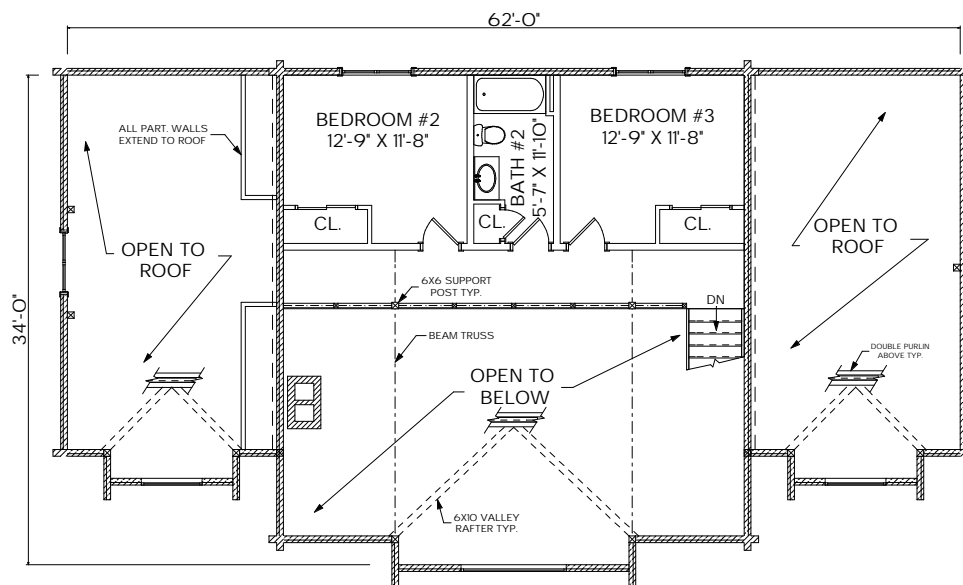 62'-0"
BEDROOM #2
12'-9" X 11'-8"
BATH #2
5'-7" X 11'-10"
BEDROOM #3
12'-9" X 11'-8"
ALL PART. WALLS
EXTEND TO ROOF
CL.
CL.
CL.
OPEN TO
ROOF
OPEN TO
ROOF
6X6 SUPPORT
POST TYP.
34'-0"
DN
BEAM TRUSS
DOUBLE PURLIN
ABOVE TYP.
OPEN TO
BELOW
6X10 VALLEY
RAFTER TYP.